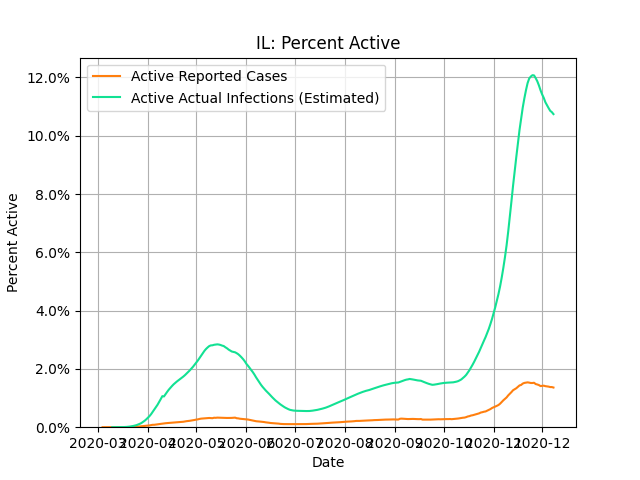 IL: Percent Active
Active Reported Cases
Active Actual Infections (Estimated)
Percent Active
12.0%
10.0%
8.0%
6.0%
4.0%
2.0%
0.0%
2020-03 2020-04 2020-05 2020-06 2020-07 2020-08 2020-09 2020-10 2020-11 2020-12
Date